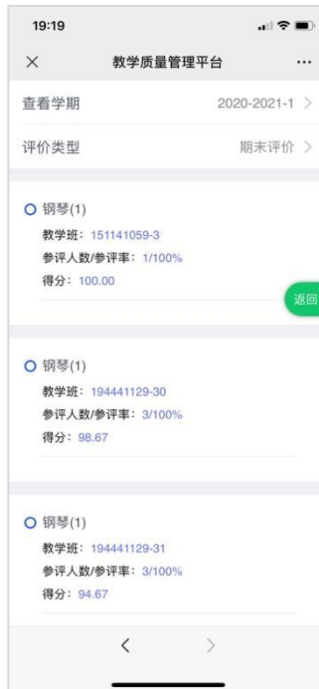 19:19
教学质量管理平台
查看学期 2020-2021-1
评价类型 期末评价
钢琴(1)
教学班：151141059-3
参评人数/参评率：1/100%
得分：100.00
返回
钢琴(1)
教学班：194441129-30
参评人数/参评率：3/100%
得分：98.67
钢琴(1)
教学班：194441129-31
参评人数/参评率：3/100%
得分：94.67